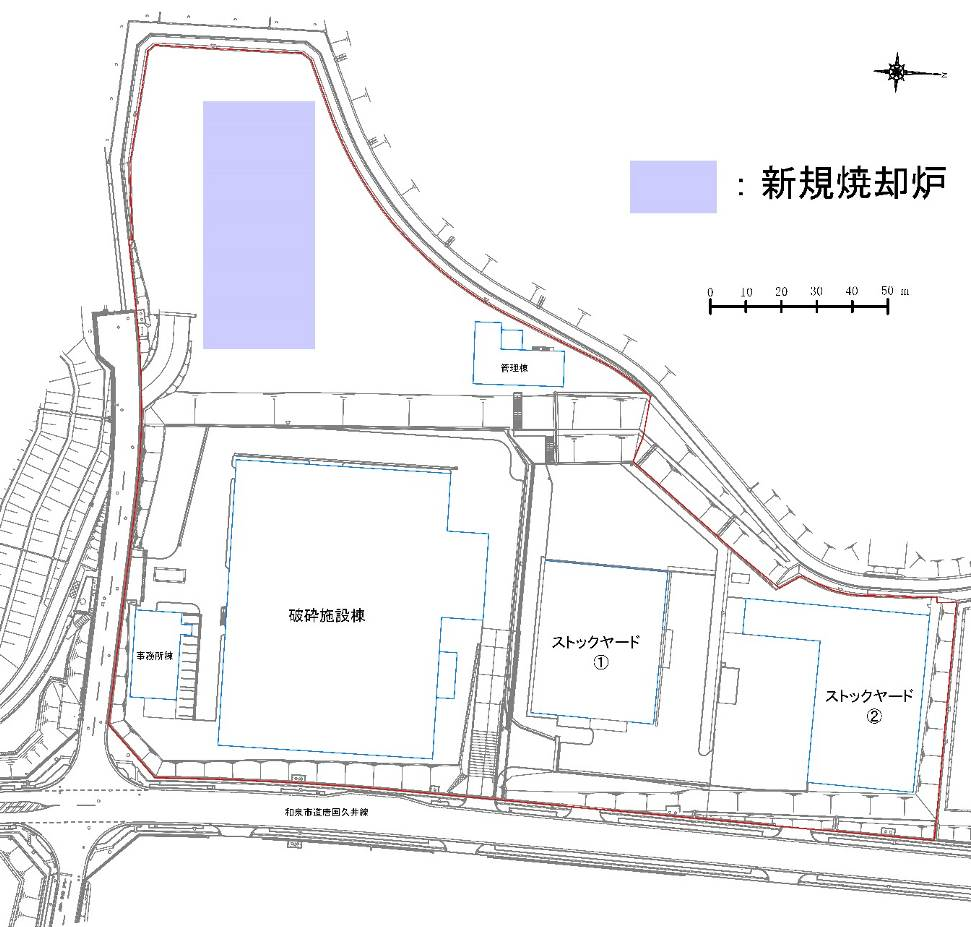 N
：新規焼却炉
0 10 20 30 40 50 m
管理棟
破砕施設棟
ストックヤード
①
事務所棟
ストックヤード
②
和泉市道唐国久井線